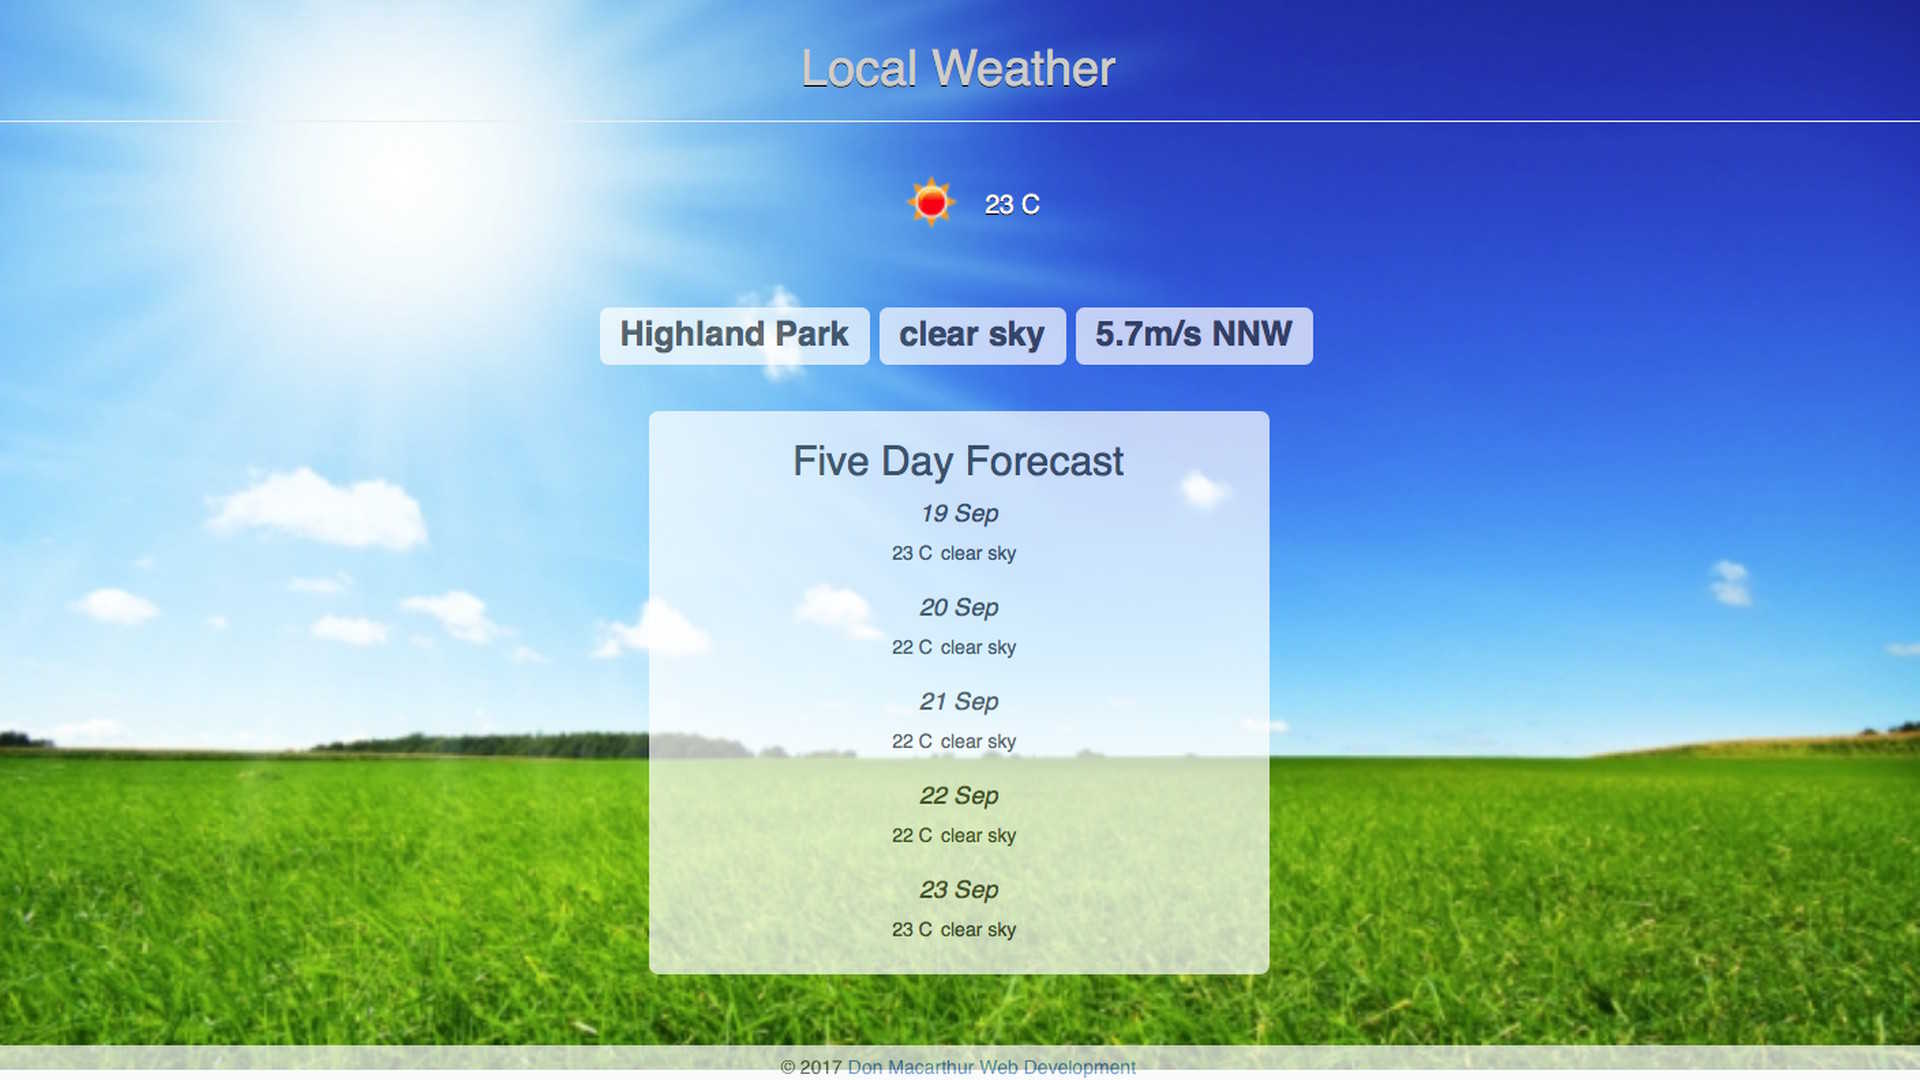 Local Weather
23 C
Highland Park clear sky 5.7m/s NNW
Five Day Forecast
19 Sep
23 C clear sky
20 Sep
22 C clear sky
21 Sep
22 C clear sky
22 Sep
22 C clear sky
23 Sep
23 C clear sky
© 2017 Don Macarthur Web Development